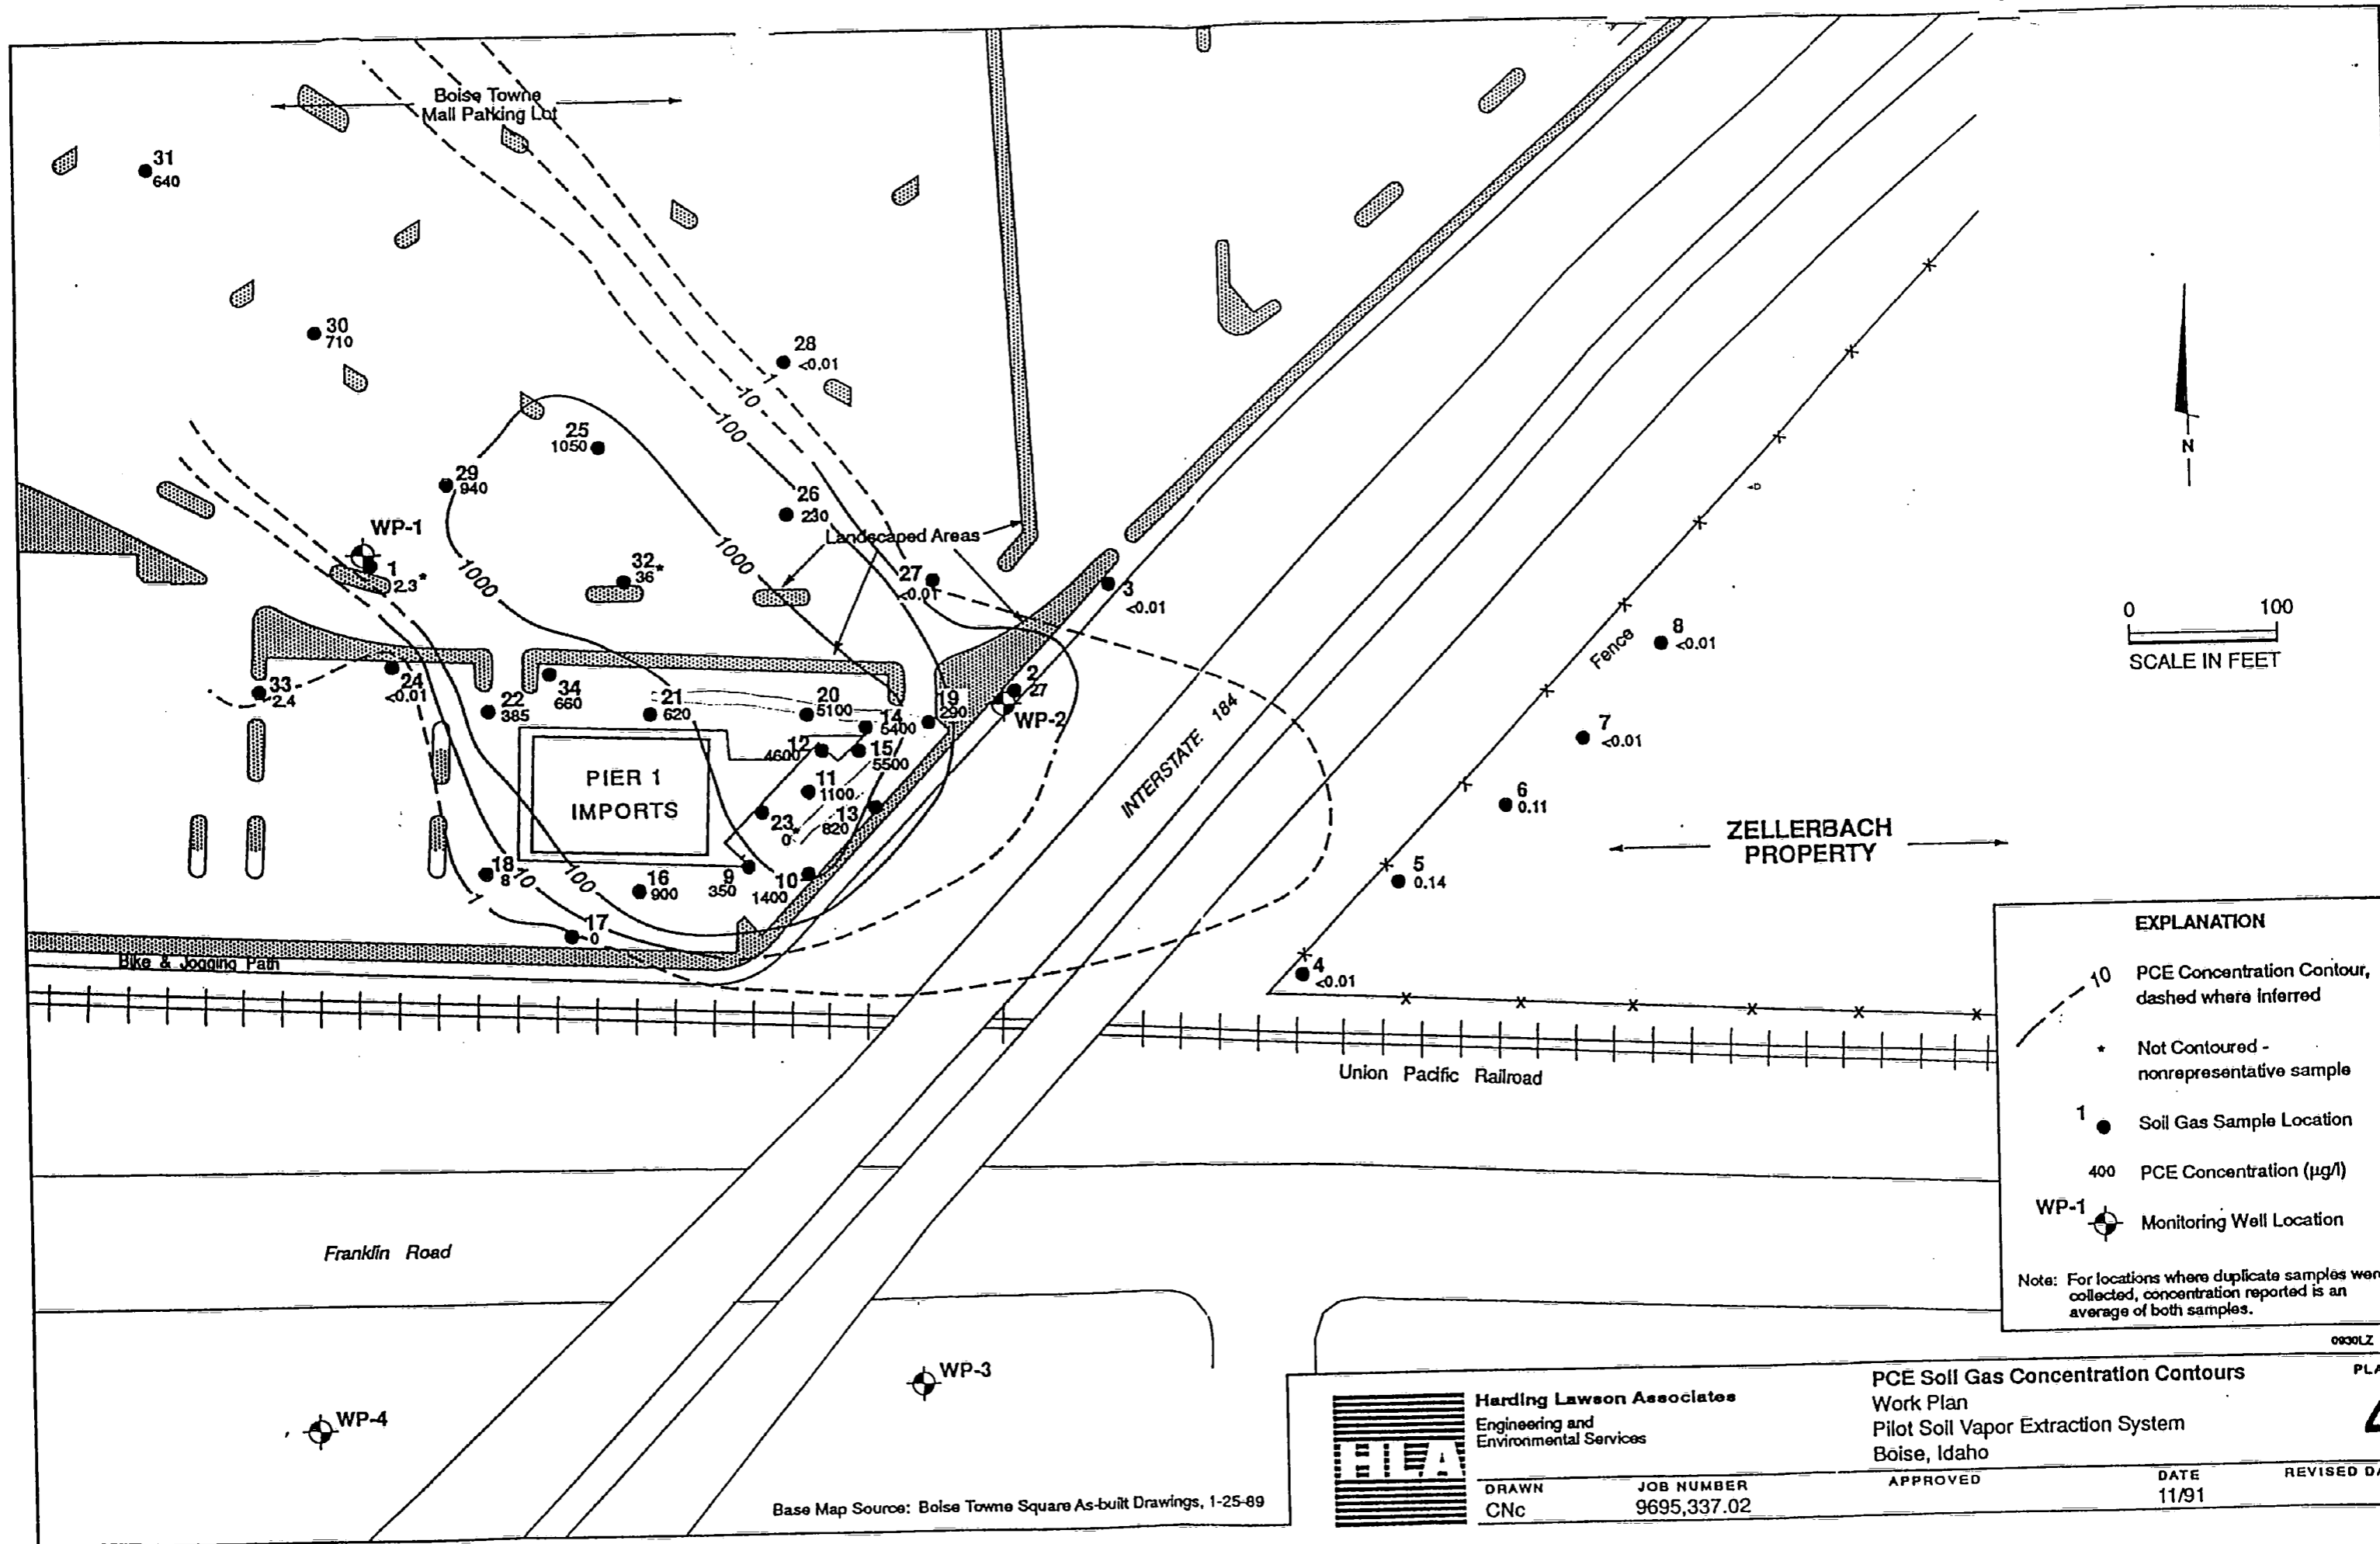 Boise Towne
Mall Parking Lot
31
640
30
710
28
<0.01
10
1
100
25
1050
29
940
26
230
WP-1
Landscaped Areas
1000
1
2.3*
1000
32
36*
27
<0.01
3
<0.01
8
<0.01
Fence
N
0 100
SCALE IN FEET
33
2.4
24
<0.01
22
385
34
660
21
620
20
5100
14
5400
19
290
2
27
WP-2
12
4600
15
5500
INTERSTATE 184
7
<0.01
PIER 1
IMPORTS
11
1100
23
0*
13
820
6
0.11
ZELLERBACH
PROPERTY
18
8
10
1
100
16
900
9
350
10
1400
5
0.14
17
0
4
<0.01
Bike & Jogging Path
Union Pacific Railroad
Franklin Road
WP-3
WP-4
EXPLANATION
10 PCE Concentration Contour,
dashed where inferred
* Not Contoured -
nonrepresentative sample
1 Soil Gas Sample Location
400 PCE Concentration (µg/l)
WP-1 Monitoring Well Location
Note: For locations where duplicate samples wer
collected, concentration reported is an
average of both samples.
0930LZ
Base Map Source: Boise Towne Square As-built Drawings, 1-25-89
HLA
Harding Lawson Associates
Engineering and
Environmental Services
DRAWN
CNc
JOB NUMBER
9695,337.02
PCE Soil Gas Concentration Contours
Work Plan
Pilot Soil Vapor Extraction System
Boise, Idaho
APPROVED
DATE
11/91
REVISED DA
PLA